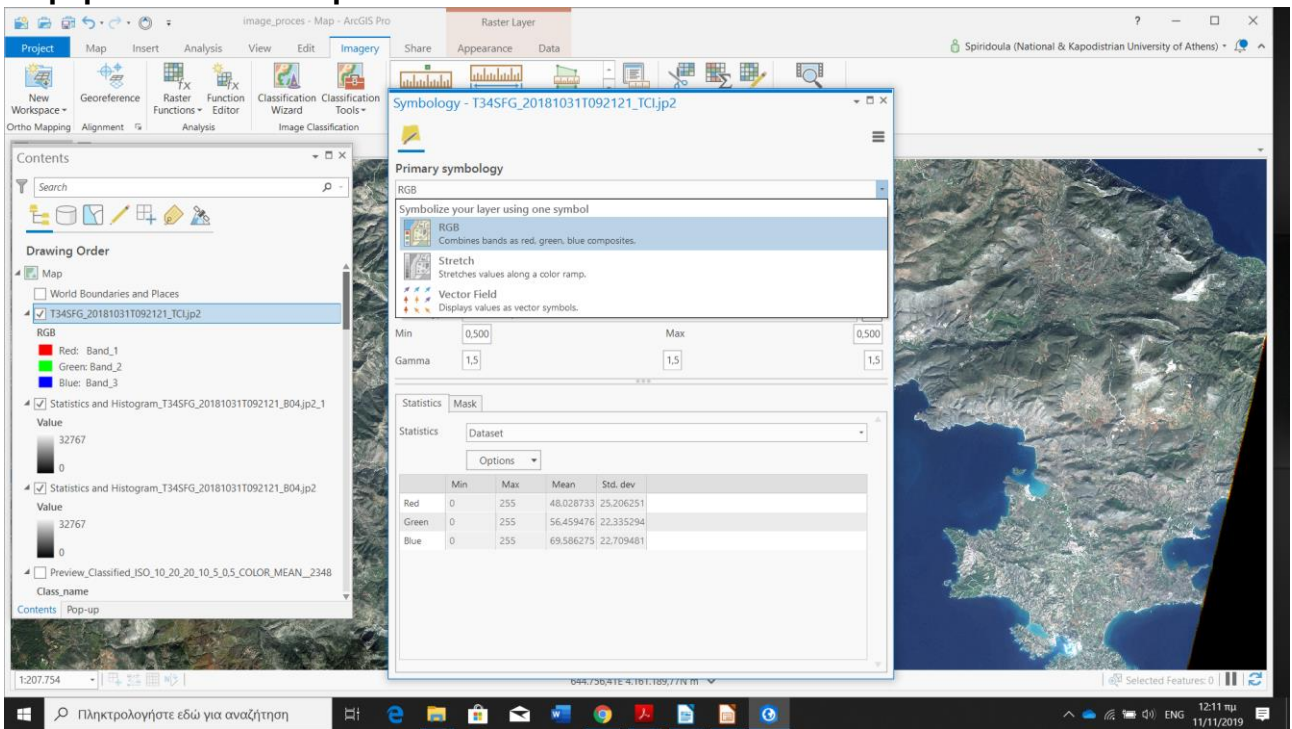 image_proces - Map - ArcGIS Pro
Raster Layer
?
Project Map Insert Analysis View Edit Imagery Share Appearance Data
Spiridoula (National & Kapodistrian University of Athens)
New Workspace
Georeference
Raster Functions
Function Editor
Classification Wizard
Classification Tools
Ortho Mapping Alignment Analysis Image Classification
Contents
Search
Drawing Order
Map
World Boundaries and Places
T34SFG_20181031T092121_TCI.jp2
RGB
Red: Band_1
Green: Band_2
Blue: Band_3
Statistics and Histogram_T34SFG_20181031T092121_B04.jp2_1
Value
32767
0
Statistics and Histogram_T34SFG_20181031T092121_B04.jp2
Value
32767
0
Preview_Classified_ISO_10_20_20_10_5_0,5_COLOR_MEAN__2348
Class_name
Contents Pop-up
Symbology - T34SFG_20181031T092121_TCI.jp2
Primary symbology
RGB
Symbolize your layer using one symbol
RGB
Combines bands as red, green, blue composites.
Stretch
Stretches values along a color ramp.
Vector Field
Displays values as vector symbols.
Min 0,500 Max 0,500
Gamma 1,5 1,5 1,5
Statistics Mask
Statistics Dataset
Options
Min Max Mean Std. dev
Red 0 255 48,028733 25,206251
Green 0 255 56,459476 22,335294
Blue 0 255 69,586275 22,709481
1:207.754
644.756,41E 4.161.189,77N m
Selected Features: 0
Πληκτρολογήστε εδώ για αναζήτηση
ENG
12:11 πμ
11/11/2019